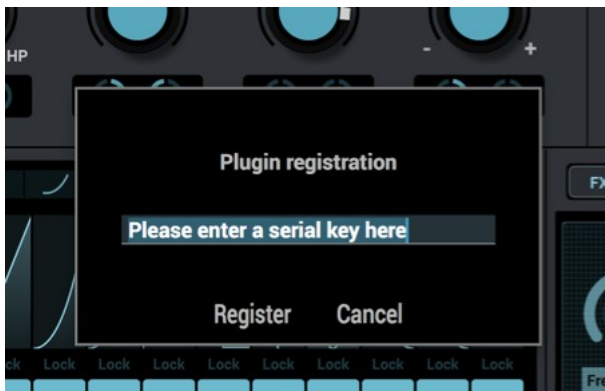 HP
- +
Plugin registration
FX
Please enter a serial key here
Register Cancel
Lock Lock Lock Lock Lock Lock Lock Lock